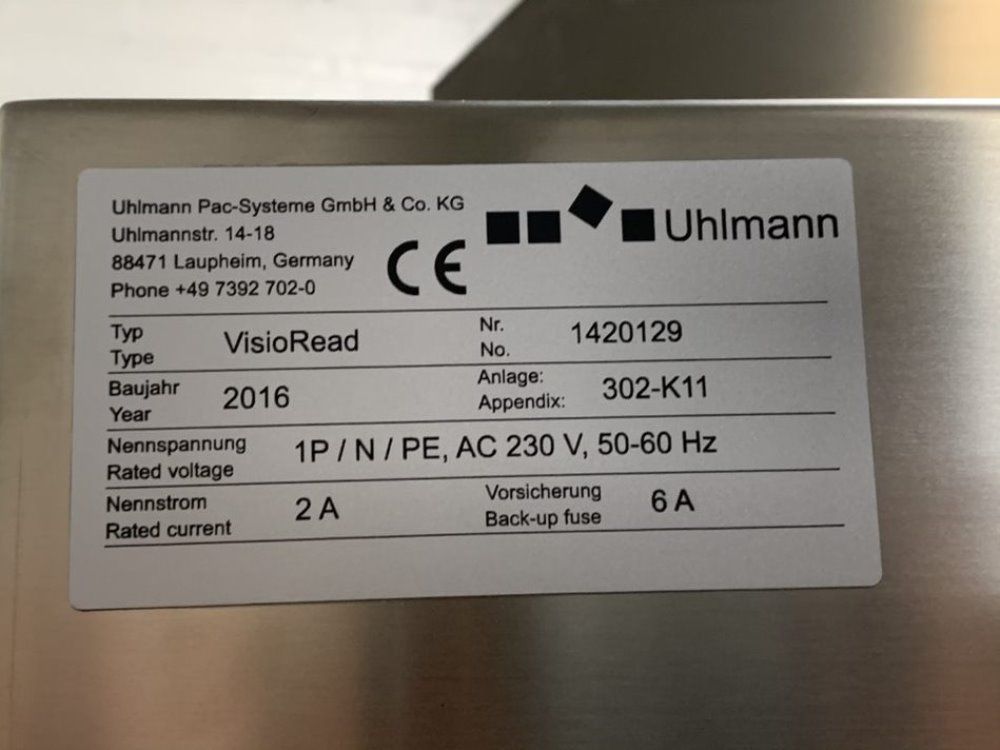 Uhlmann Pac-Systeme GmbH & Co. KG
Uhlmannstr. 14-18
88471 Laupheim, Germany
Phone +49 7392 702-0
CE
Uhlmann
Typ
Type
VisioRead
Nr.
No.
1420129
Baujahr
Year
2016
Anlage:
Appendix:
302-K11
Nennspannung
Rated voltage
1P / N / PE, AC 230 V, 50-60 Hz
Nennstrom
Rated current
2 A
Vorsicherung
Back-up fuse
6 A